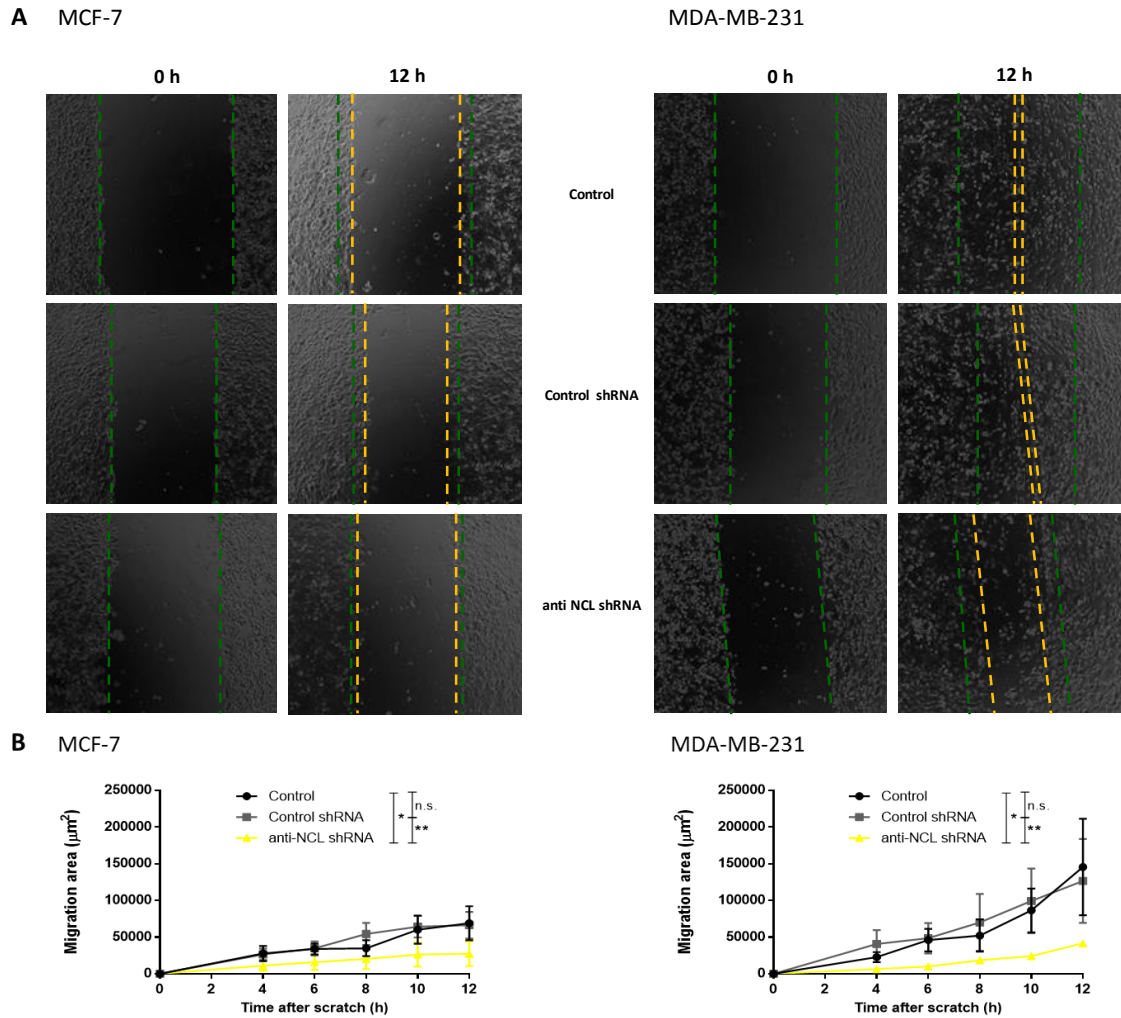 A MCF-7 MDA-MB-231
0 h 12 h 0 h 12 h
Control
Control shRNA
anti NCL shRNA
B MCF-7 MDA-MB-231
250000
200000
150000
100000
50000
0
Migration area (µm²)
0 2 4 6 8 10 12
Time after scratch (h)
Control
Control shRNA
anti-NCL shRNA
*
n.s.
**
250000
200000
150000
100000
50000
0
Migration area (µm²)
0 2 4 6 8 10 12
Time after scratch (h)
Control
Control shRNA
anti-NCL shRNA
*
n.s.
**